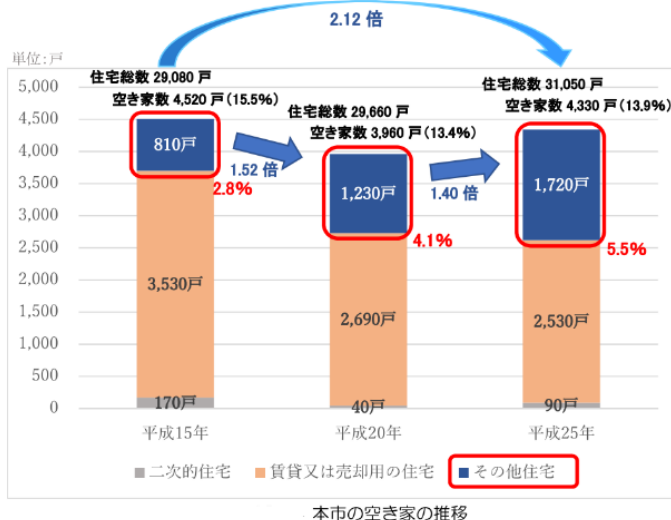 2.12 倍
単位:戸
住宅総数 29,080 戸
空き家数 4,520 戸(15.5%)
住宅総数 29,660 戸
空き家数 3,960 戸(13.4%)
住宅総数 31,050 戸
空き家数 4,330 戸(13.9%)
5,000
4,500
4,000
3,500
3,000
2,500
2,000
1,500
1,000
500
0
810戸
1.52 倍
2.8%
3,530戸
170戸
1,230戸
1.40 倍
4.1%
2,690戸
40戸
1,720戸
5.5%
2,530戸
90戸
平成15年
平成20年
平成25年
二次的住宅
賃貸又は売却用の住宅
その他住宅
本市の空き家の推移